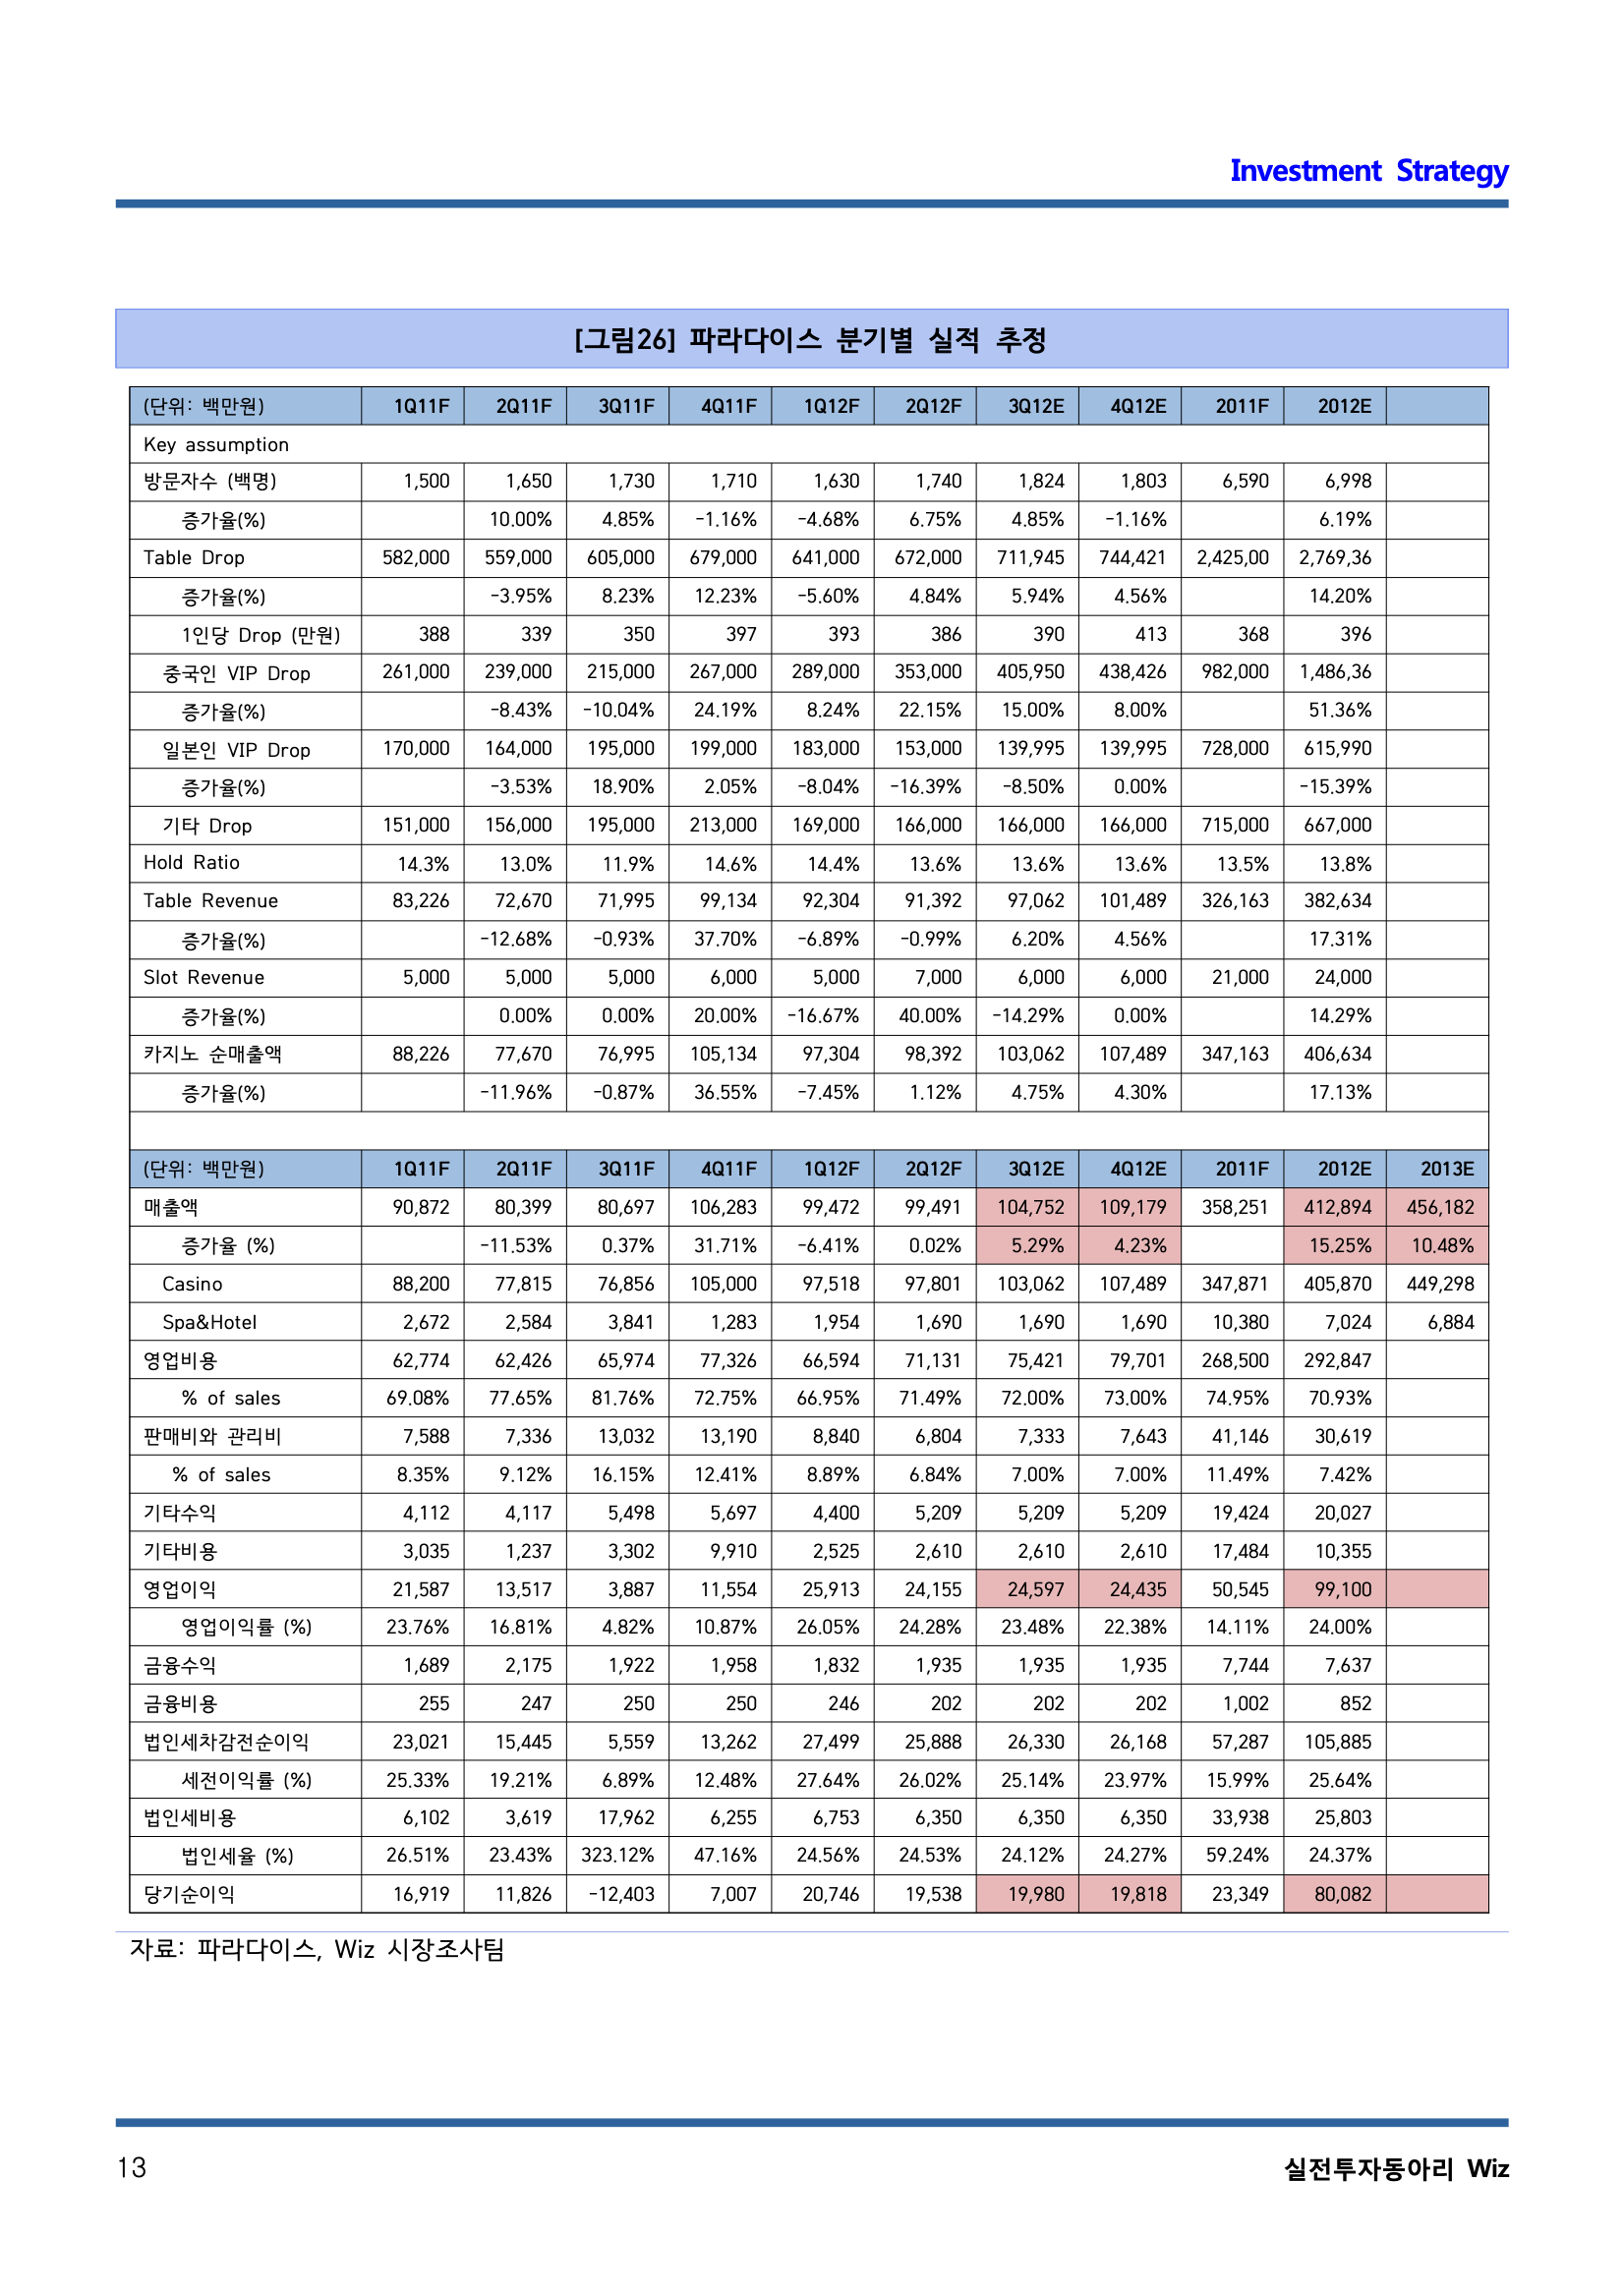 Investment Strategy
[그림26] 파라다이스 분기별 실적 추정
(단위: 백만원) 1Q11F 2Q11F 3Q11F 4Q11F 1Q12F 2Q12F 3Q12E 4Q12E 2011F 2012E
Key assumption
방문자수 (백명) 1,500 1,650 1,730 1,710 1,630 1,740 1,824 1,803 6,590 6,998
증가율(%) 10.00% 4.85% -1.16% -4.68% 6.75% 4.85% -1.16% 6.19%
Table Drop 582,000 559,000 605,000 679,000 641,000 672,000 711,945 744,421 2,425,00 2,769,36
증가율(%) -3.95% 8.23% 12.23% -5.60% 4.84% 5.94% 4.56% 14.20%
1인당 Drop (만원) 388 339 350 397 393 386 390 413 368 396
중국인 VIP Drop 261,000 239,000 215,000 267,000 289,000 353,000 405,950 438,426 982,000 1,486,36
증가율(%) -8.43% -10.04% 24.19% 8.24% 22.15% 15.00% 8.00% 51.36%
일본인 VIP Drop 170,000 164,000 195,000 199,000 183,000 153,000 139,995 139,995 728,000 615,990
증가율(%) -3.53% 18.90% 2.05% -8.04% -16.39% -8.50% 0.00% -15.39%
기타 Drop 151,000 156,000 195,000 213,000 169,000 166,000 166,000 166,000 715,000 667,000
Hold Ratio 14.3% 13.0% 11.9% 14.6% 14.4% 13.6% 13.6% 13.6% 13.5% 13.8%
Table Revenue 83,226 72,670 71,995 99,134 92,304 91,392 97,062 101,489 326,163 382,634
증가율(%) -12.68% -0.93% 37.70% -6.89% -0.99% 6.20% 4.56% 17.31%
Slot Revenue 5,000 5,000 5,000 6,000 5,000 7,000 6,000 6,000 21,000 24,000
증가율(%) 0.00% 0.00% 20.00% -16.67% 40.00% -14.29% 0.00% 14.29%
카지노 순매출액 88,226 77,670 76,995 105,134 97,304 98,392 103,062 107,489 347,163 406,634
증가율(%) -11.96% -0.87% 36.55% -7.45% 1.12% 4.75% 4.30% 17.13%
(단위: 백만원) 1Q11F 2Q11F 3Q11F 4Q11F 1Q12F 2Q12F 3Q12E 4Q12E 2011F 2012E 2013E
매출액 90,872 80,399 80,697 106,283 99,472 99,491 104,752 109,179 358,251 412,894 456,182
증가율 (%) -11.53% 0.37% 31.71% -6.41% 0.02% 5.29% 4.23% 15.25% 10.48%
Casino 88,200 77,815 76,856 105,000 97,518 97,801 103,062 107,489 347,871 405,870 449,298
Spa&Hotel 2,672 2,584 3,841 1,283 1,954 1,690 1,690 1,690 10,380 7,024 6,884
영업비용 62,774 62,426 65,974 77,326 66,594 71,131 75,421 79,701 268,500 292,847
% of sales 69.08% 77.65% 81.76% 72.75% 66.95% 71.49% 72.00% 73.00% 74.95% 70.93%
판매비와 관리비 7,588 7,336 13,032 13,190 8,840 6,804 7,333 7,643 41,146 30,619
% of sales 8.35% 9.12% 16.15% 12.41% 8.89% 6.84% 7.00% 7.00% 11.49% 7.42%
기타수익 4,112 4,117 5,498 5,697 4,400 5,209 5,209 5,209 19,424 20,027
기타비용 3,035 1,237 3,302 9,910 2,525 2,610 2,610 2,610 17,484 10,355
영업이익 21,587 13,517 3,887 11,554 25,913 24,155 24,597 24,435 50,545 99,100
영업이익률 (%) 23.76% 16.81% 4.82% 10.87% 26.05% 24.28% 23.48% 22.38% 14.11% 24.00%
금융수익 1,689 2,175 1,922 1,958 1,832 1,935 1,935 1,935 7,744 7,637
금융비용 255 247 250 250 246 202 202 202 1,002 852
법인세차감전순이익 23,021 15,445 5,559 13,262 27,499 25,888 26,330 26,168 57,287 105,885
세전이익률 (%) 25.33% 19.21% 6.89% 12.48% 27.64% 26.02% 25.14% 23.97% 15.99% 25.64%
법인세비용 6,102 3,619 17,962 6,255 6,753 6,350 6,350 6,350 33,938 25,803
법인세율 (%) 26.51% 23.43% 323.12% 47.16% 24.56% 24.53% 24.12% 24.27% 59.24% 24.37%
당기순이익 16,919 11,826 -12,403 7,007 20,746 19,538 19,980 19,818 23,349 80,082
자료: 파라다이스, Wiz 시장조사팀
13 실전투자동아리 Wiz